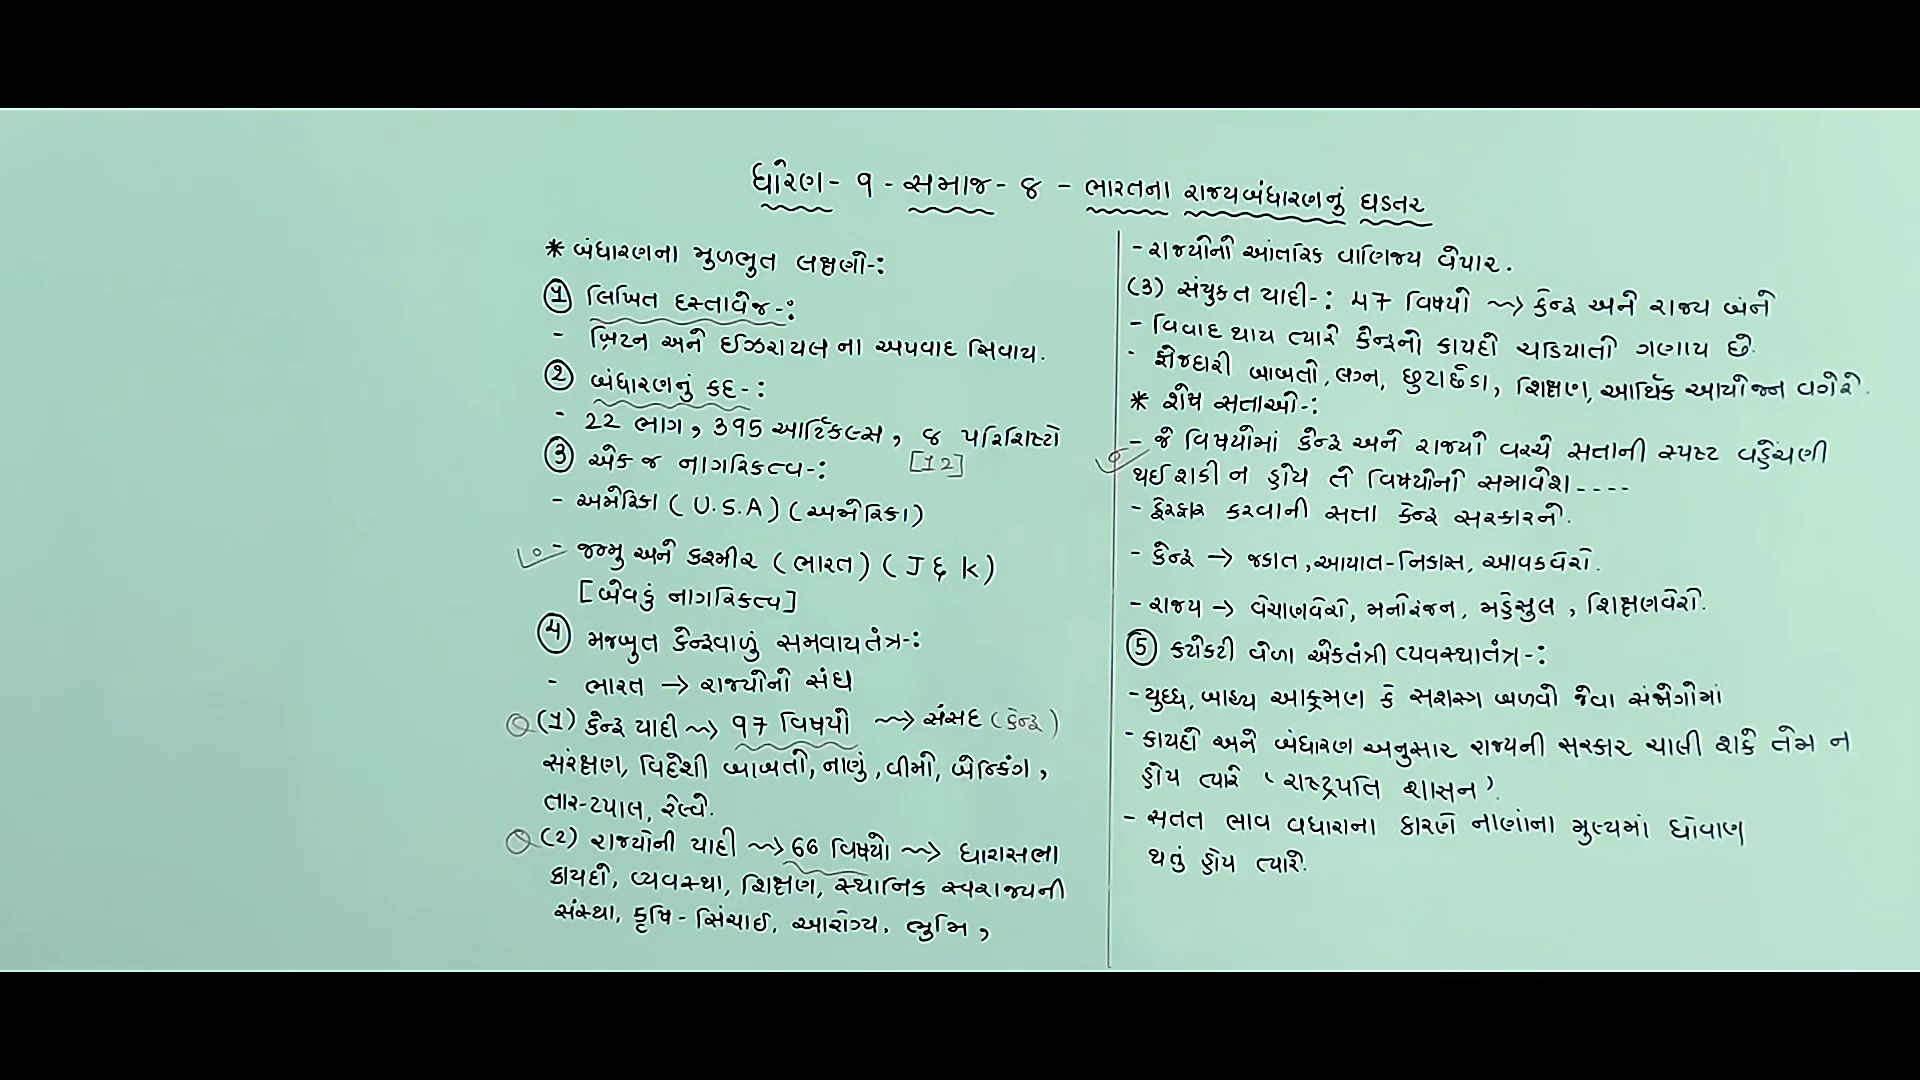 ધોરણ - ૧ - સમાજ - ૪ - ભારતના રાજ્યબંધારણનું ઘડતર
* બંધારણના મુળભુત લક્ષણો-:
① લિખિત દસ્તાવેજ-:
- બ્રિટન અને ઈઝરાયલ ના અપવાદ સિવાય.
② બંધારણનું કદ-:
- 22 ભાગ, 395 આર્ટિકલ્સ, ૪ પરિશિષ્ટો
[12]
③ એક જ નાગરિકત્વ-:
- અમેરિકા (U.S.A) (અમેરિકા)
- જમ્મુ અને કશ્મીર (ભારત) (J & K)
[બેવડું નાગરિકત્વ]
④ મજબુત કેન્દ્રવાળું સમવાયતંત્ર-:
- ભારત → રાજ્યોનો સંઘ
(1) કેન્દ્ર યાદી ⇝ 97 વિષયો ⇝ સંસદ (કેન્દ્ર)
સંરક્ષણ, વિદેશી બાબતો, નાણું, વીમો, બેન્કિંગ,
તાર-ટપાલ, રેલ્વે.
(2) રાજ્યોની યાદી ⇝ 66 વિષયો ⇝ ધારાસભા
કાયદો, વ્યવસ્થા, શિક્ષણ, સ્થાનિક સ્વરાજ્યની
સંસ્થા, કૃષિ - સિંચાઈ, આરોગ્ય, ભુમિ,
- રાજ્યોનો આંતરિક વાણિજ્ય વેપાર.
(3) સંયુકત યાદી-: 47 વિષયો ⇝ કેન્દ્ર અને રાજ્ય બંને
- વિવાદ થાય ત્યારે કેન્દ્રનો કાયદો ચડિયાતો ગણાય છે.
- ફોજદારી બાબતો, લગ્ન, છુટાછેડા, શિક્ષણ, આર્થિક આયોજન વગેરે.
* શેષ સત્તાઓ-:
- જે વિષયોમાં કેન્દ્ર અને રાજ્યો વચ્ચે સત્તાની સ્પષ્ટ વહેંચણી
થઈ શકી ન હોય તે વિષયોનો સમાવેશ----
- ફેરફાર કરવાની સત્તા કેન્દ્ર સરકારને.
- કેન્દ્ર → જકાત, આયાત-નિકાસ, આવકવેરો.
- રાજ્ય → વેચાણવેરો, મનોરંજન, મહેસુલ, શિક્ષણવેરો.
⑤ કટોકટી વેળા એકતંત્રી વ્યવસ્થાતંત્ર-:
- યુદ્ધ, બાહ્ય આક્રમણ કે સશસ્ત્ર બળવો જેવા સંજોગોમાં
- કાયદો અને બંધારણ અનુસાર રાજ્યની સરકાર ચાલી શકે તેમ ન
હોય ત્યારે 'રાષ્ટ્રપતિ શાસન'.
- સતત ભાવ વધારાના કારણે નાણાંના મુલ્યમાં ધોવાણ
થતું હોય ત્યારે.